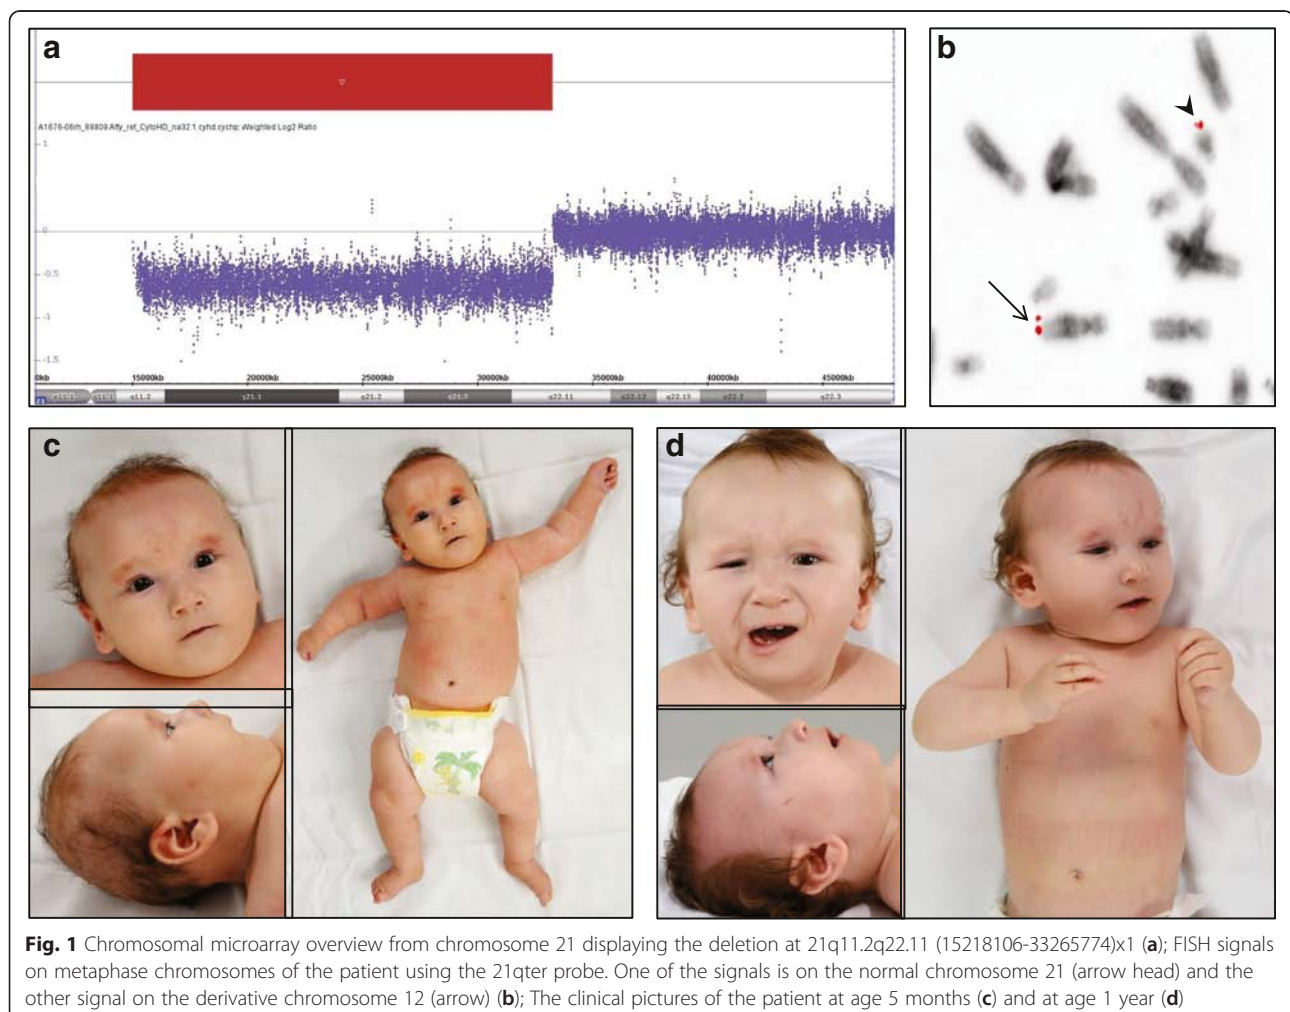 a
A1676-06rh_89809.Affy_ref_CytoHD_na32.1.cyhd.cychp: Weighted Log2 Ratio
1
0
-0.5
-1
-1.5
0kb 15000kb 20000kb 25000kb 30000kb 35000kb 40000kb 45000kb
21 q11.2 q21.1 q21.2 q21.3 q22.11 q22.12 q22.13 q22.2 q22.3
b
c
d
Fig. 1 Chromosomal microarray overview from chromosome 21 displaying the deletion at 21q11.2q22.11 (15218106-33265774)x1 (a); FISH signals
on metaphase chromosomes of the patient using the 21qter probe. One of the signals is on the normal chromosome 21 (arrow head) and the
other signal on the derivative chromosome 12 (arrow) (b); The clinical pictures of the patient at age 5 months (c) and at age 1 year (d)